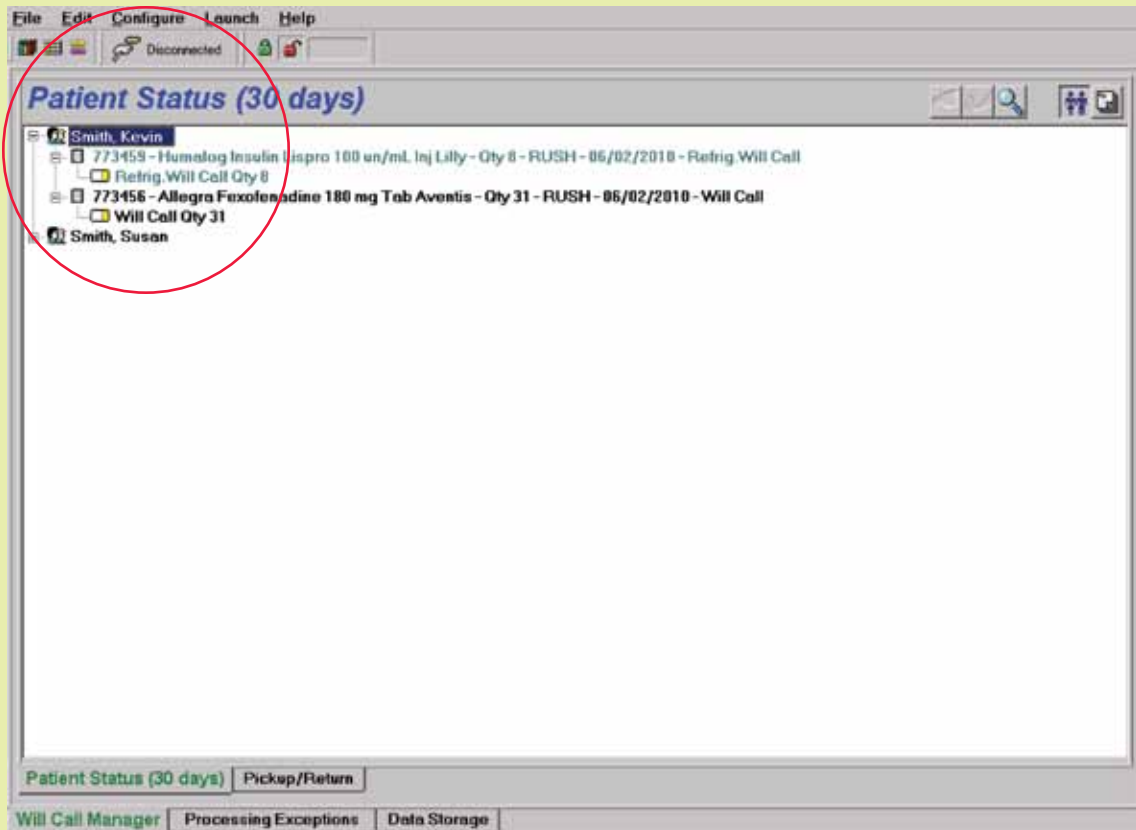 File Edit Configure Launch Help
Disconnected
Patient Status (30 days)
Smith, Kevin
773459 - Humalog Insulin Lispro 100 un/mL Inj Lilly - Qty 8 - RUSH - 06/02/2010 - Refrig.Will Call
Refrig.Will Call Qty 8
773456 - Allegra Fexofenadine 180 mg Tab Aventis - Qty 31 - RUSH - 06/02/2010 - Will Call
Will Call Qty 31
Smith, Susan
Patient Status (30 days) Pickup/Return
Will Call Manager Processing Exceptions Data Storage